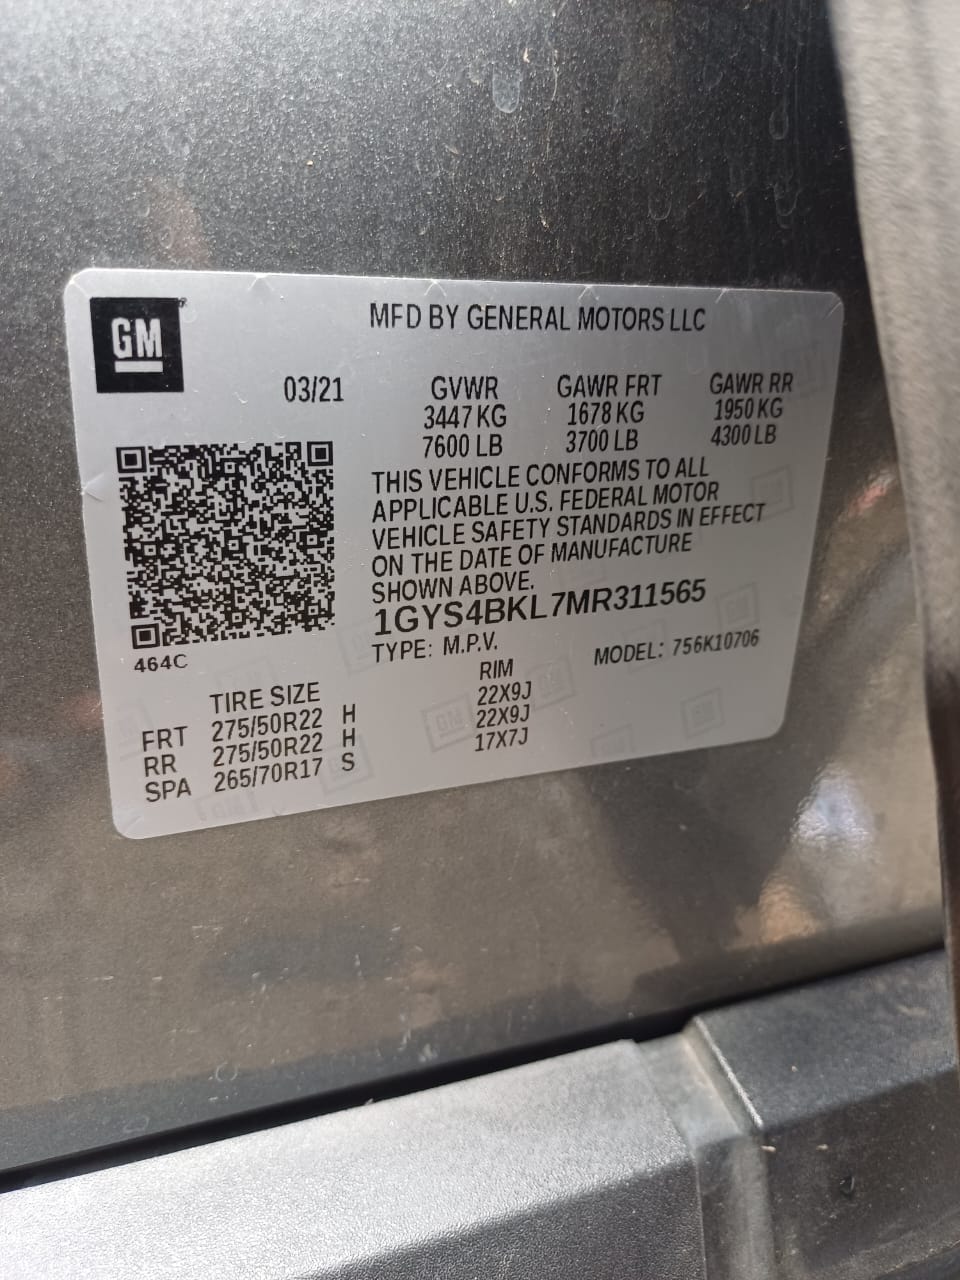 GM
MFD BY GENERAL MOTORS LLC
03/21 GVWR GAWR FRT GAWR RR
3447 KG 1678 KG 1950 KG
7600 LB 3700 LB 4300 LB
THIS VEHICLE CONFORMS TO ALL
APPLICABLE U.S. FEDERAL MOTOR
VEHICLE SAFETY STANDARDS IN EFFECT
ON THE DATE OF MANUFACTURE
SHOWN ABOVE.
1GYS4BKL7MR311565
TYPE: M.P.V. MODEL: 756K10706
464C
TIRE SIZE RIM
FRT 275/50R22 H 22X9J
RR 275/50R22 H 22X9J
SPA 265/70R17 S 17X7J